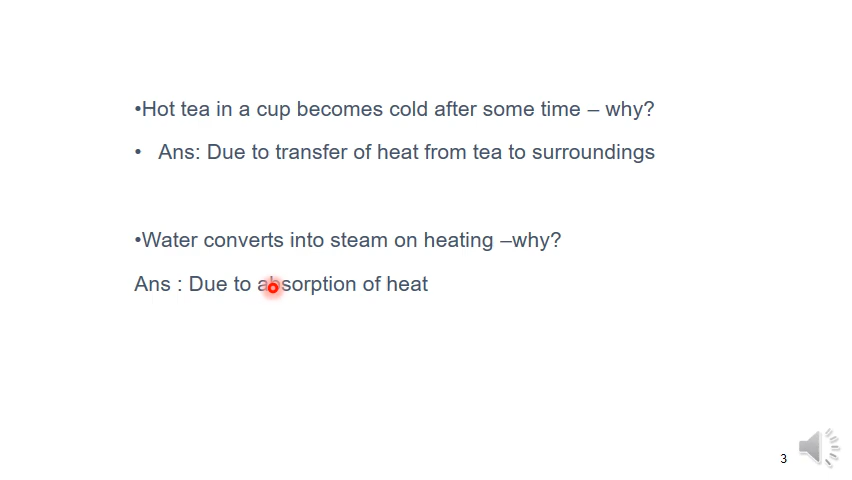 •Hot tea in a cup becomes cold after some time – why?
• Ans: Due to transfer of heat from tea to surroundings
•Water converts into steam on heating –why?
Ans : Due to absorption of heat
3